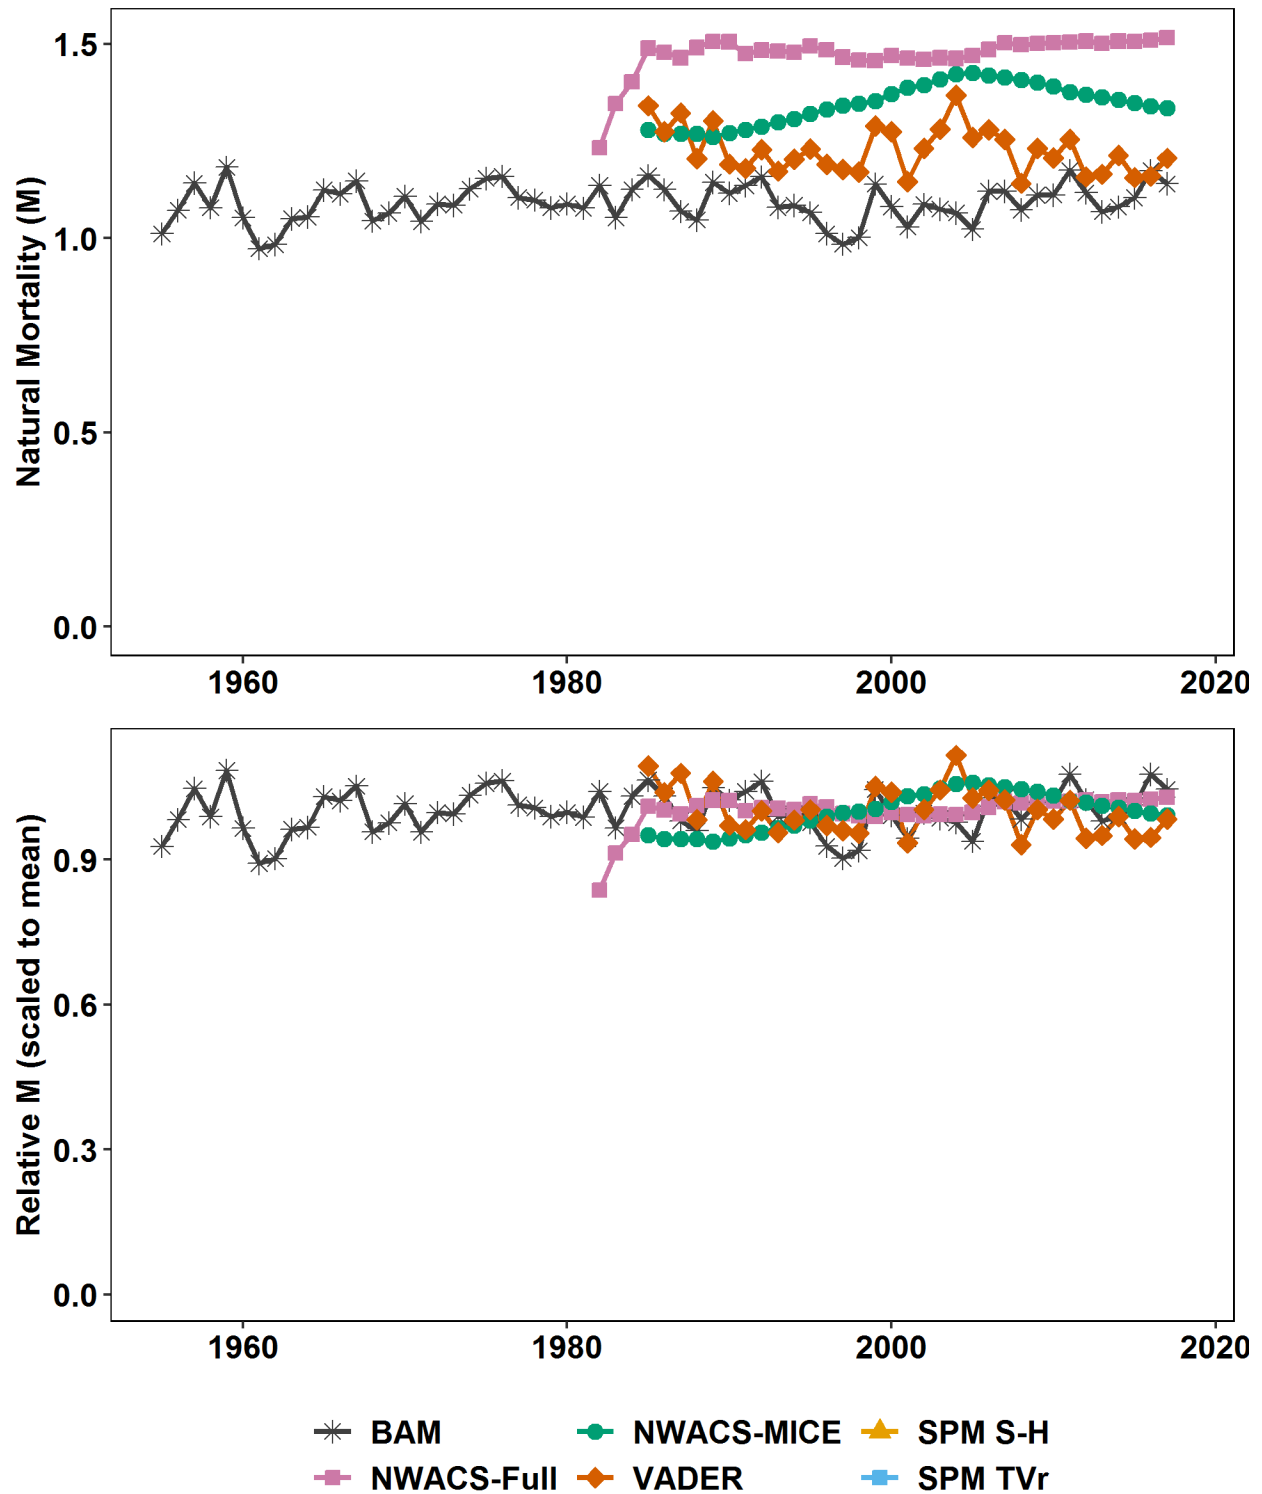 Natural Mortality (M)
1.5
1.0
0.5
0.0
1960 1980 2000 2020
Relative M (scaled to mean)
0.9
0.6
0.3
0.0
1960 1980 2000 2020
BAM NWACS-MICE SPM S-H
NWACS-Full VADER SPM TVr